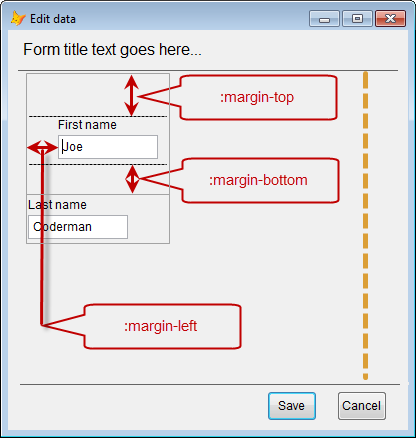 Edit data
Form title text goes here...
:margin-top
First name
Joe
:margin-bottom
Last name
Coderman
:margin-left
Save
Cancel